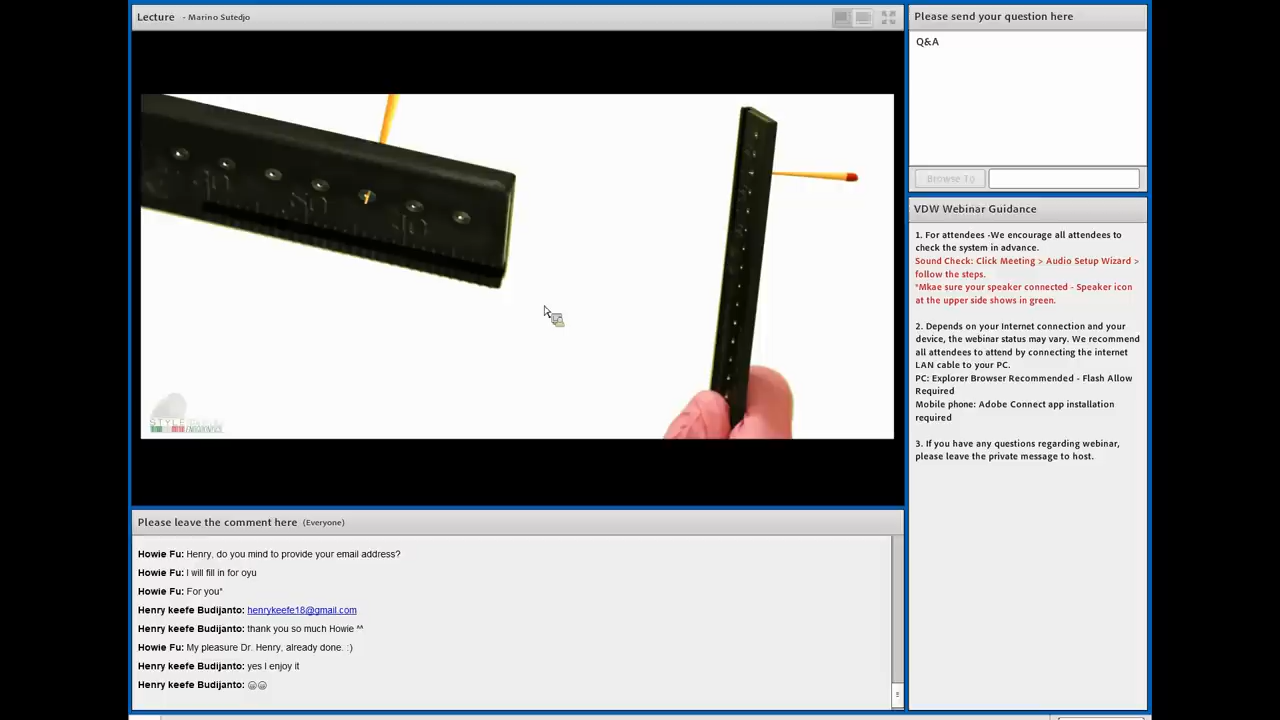 Lecture - Marino Sutedjo
Please send your question here
Q&A
Browse To
VDW Webinar Guidance
1. For attendees -We encourage all attendees to
check the system in advance.
Sound Check: Click Meeting > Audio Setup Wizard >
follow the steps.
*Mkae sure your speaker connected - Speaker icon
at the upper side shows in green.
2. Depends on your Internet connection and your
device, the webinar status may vary. We recommend
all attendees to attend by connecting the internet
LAN cable to your PC.
PC: Explorer Browser Recommended - Flash Allow
Required
Mobile phone: Adobe Connect app installation
required
3. If you have any questions regarding webinar,
please leave the private message to host.
STYLE
Please leave the comment here (Everyone)
Howie Fu: Henry, do you mind to provide your email address?
Howie Fu: I will fill in for oyu
Howie Fu: For you*
Henry keefe Budijanto: henrykeefe18@gmail.com
Henry keefe Budijanto: thank you so much Howie ^^
Howie Fu: My pleasure Dr. Henry, already done. :)
Henry keefe Budijanto: yes I enjoy it
Henry keefe Budijanto: 😄😄